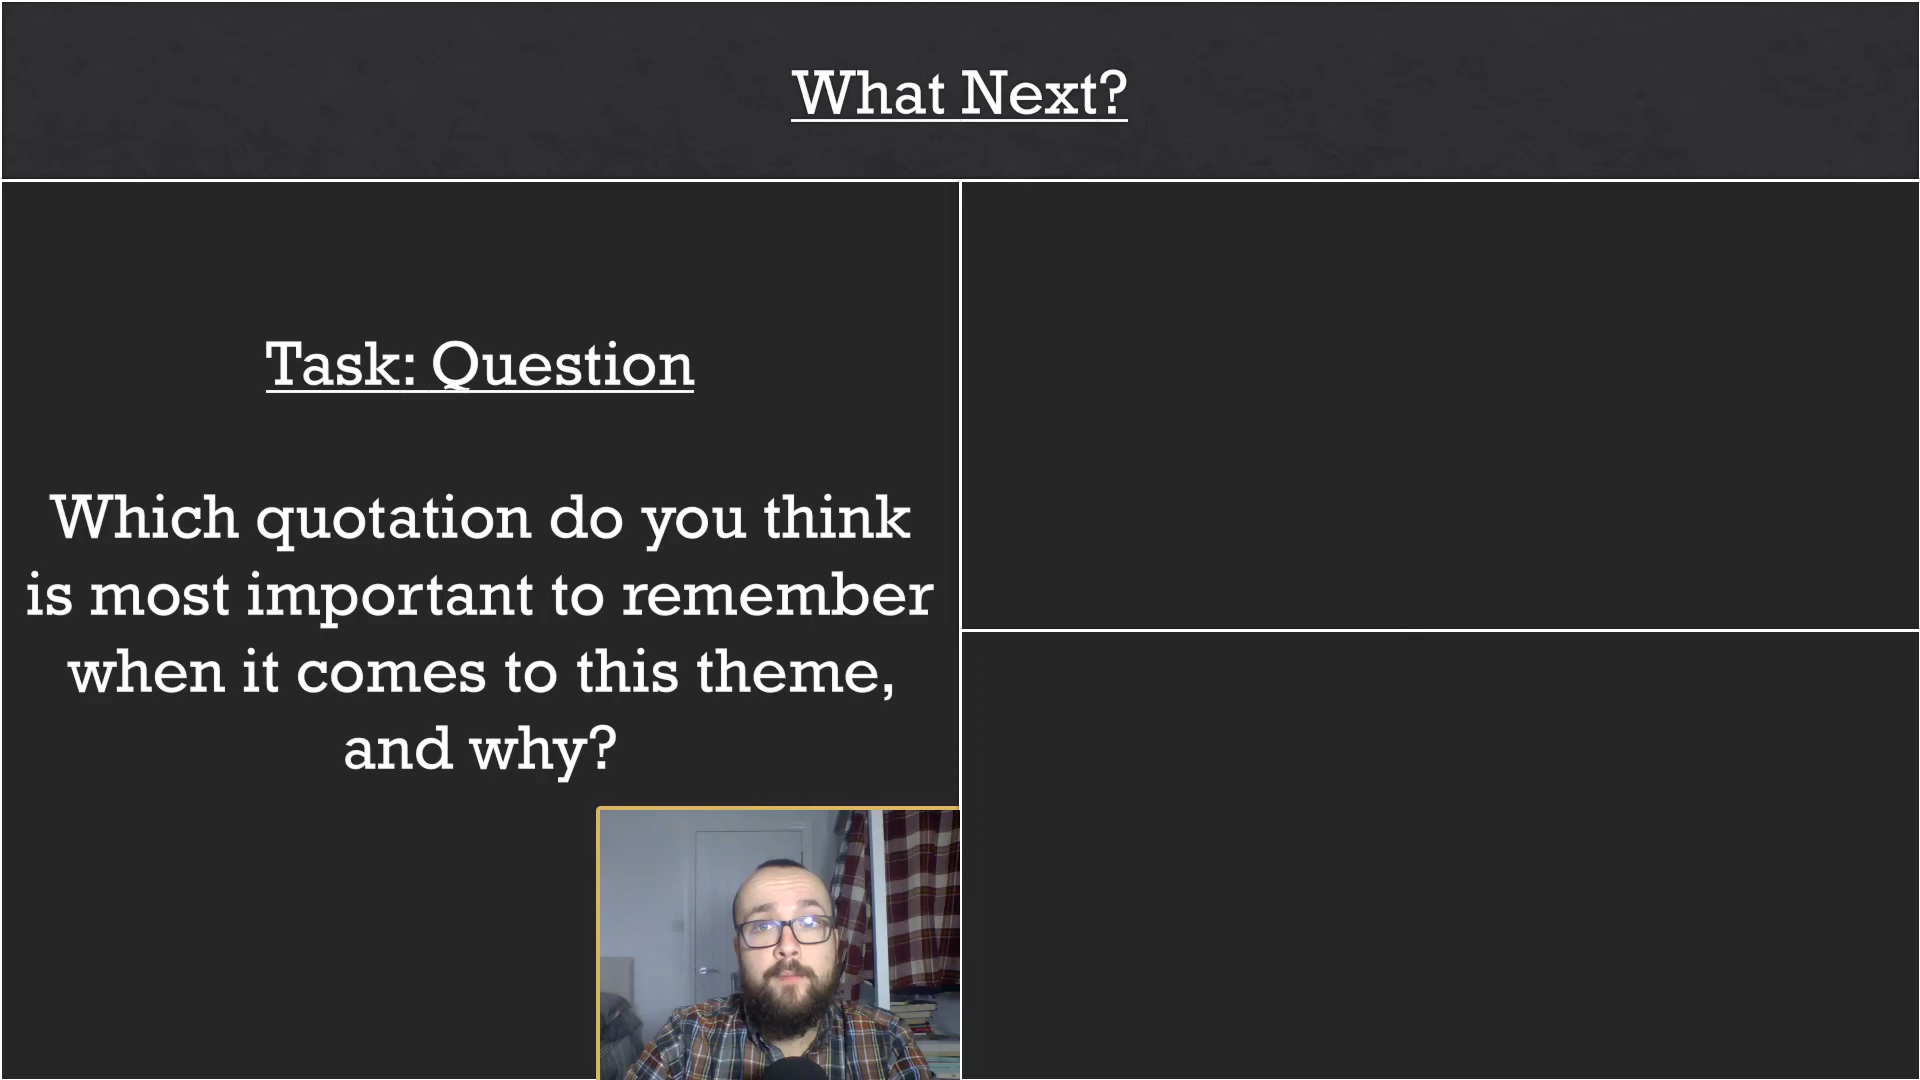 What Next?
Task: Question
Which quotation do you think
is most important to remember
when it comes to this theme,
and why?